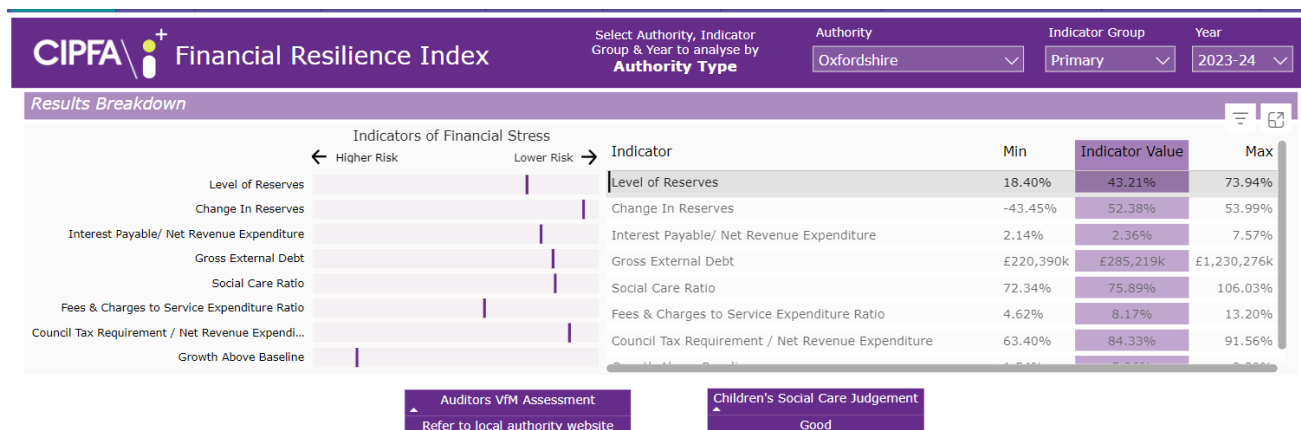 CIPFA\ i+ Financial Resilience Index
Select Authority, Indicator
Group & Year to analyse by
Authority Type
Authority
Oxfordshire
Indicator Group
Primary
Year
2023-24
Results Breakdown
Indicators of Financial Stress
← Higher Risk Lower Risk →
Level of Reserves
Change In Reserves
Interest Payable/ Net Revenue Expenditure
Gross External Debt
Social Care Ratio
Fees & Charges to Service Expenditure Ratio
Council Tax Requirement / Net Revenue Expendi...
Growth Above Baseline
Indicator Min Indicator Value Max
Level of Reserves 18.40% 43.21% 73.94%
Change In Reserves -43.45% 52.38% 53.99%
Interest Payable/ Net Revenue Expenditure 2.14% 2.36% 7.57%
Gross External Debt £220,390k £285,219k £1,230,276k
Social Care Ratio 72.34% 75.89% 106.03%
Fees & Charges to Service Expenditure Ratio 4.62% 8.17% 13.20%
Council Tax Requirement / Net Revenue Expenditure 63.40% 84.33% 91.56%
Auditors VfM Assessment
Refer to local authority website
Children's Social Care Judgement
Good